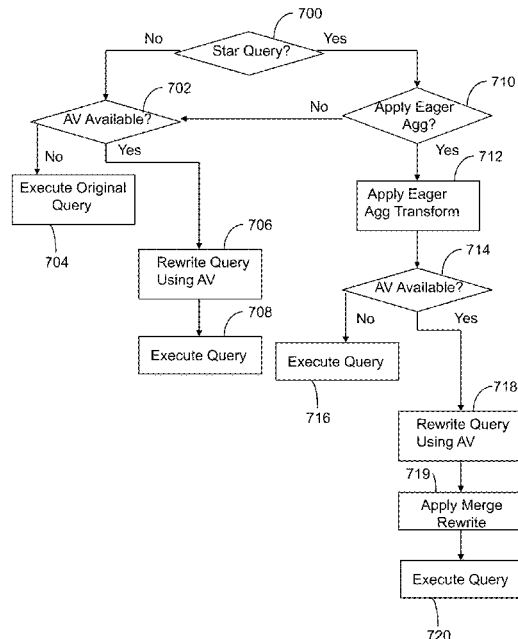 700
No
Star Query?
Yes
702
710
AV Available?
No
Apply Eager
Agg?
No
Yes
Yes
712
Execute Original
Query
704
Apply Eager
Agg Transform
706
714
Rewrite Query
Using AV
AV Available?
708
No
Yes
Execute Query
Execute Query
716
718
Rewrite Query
Using AV
719
Apply Merge
Rewrite
Execute Query
720